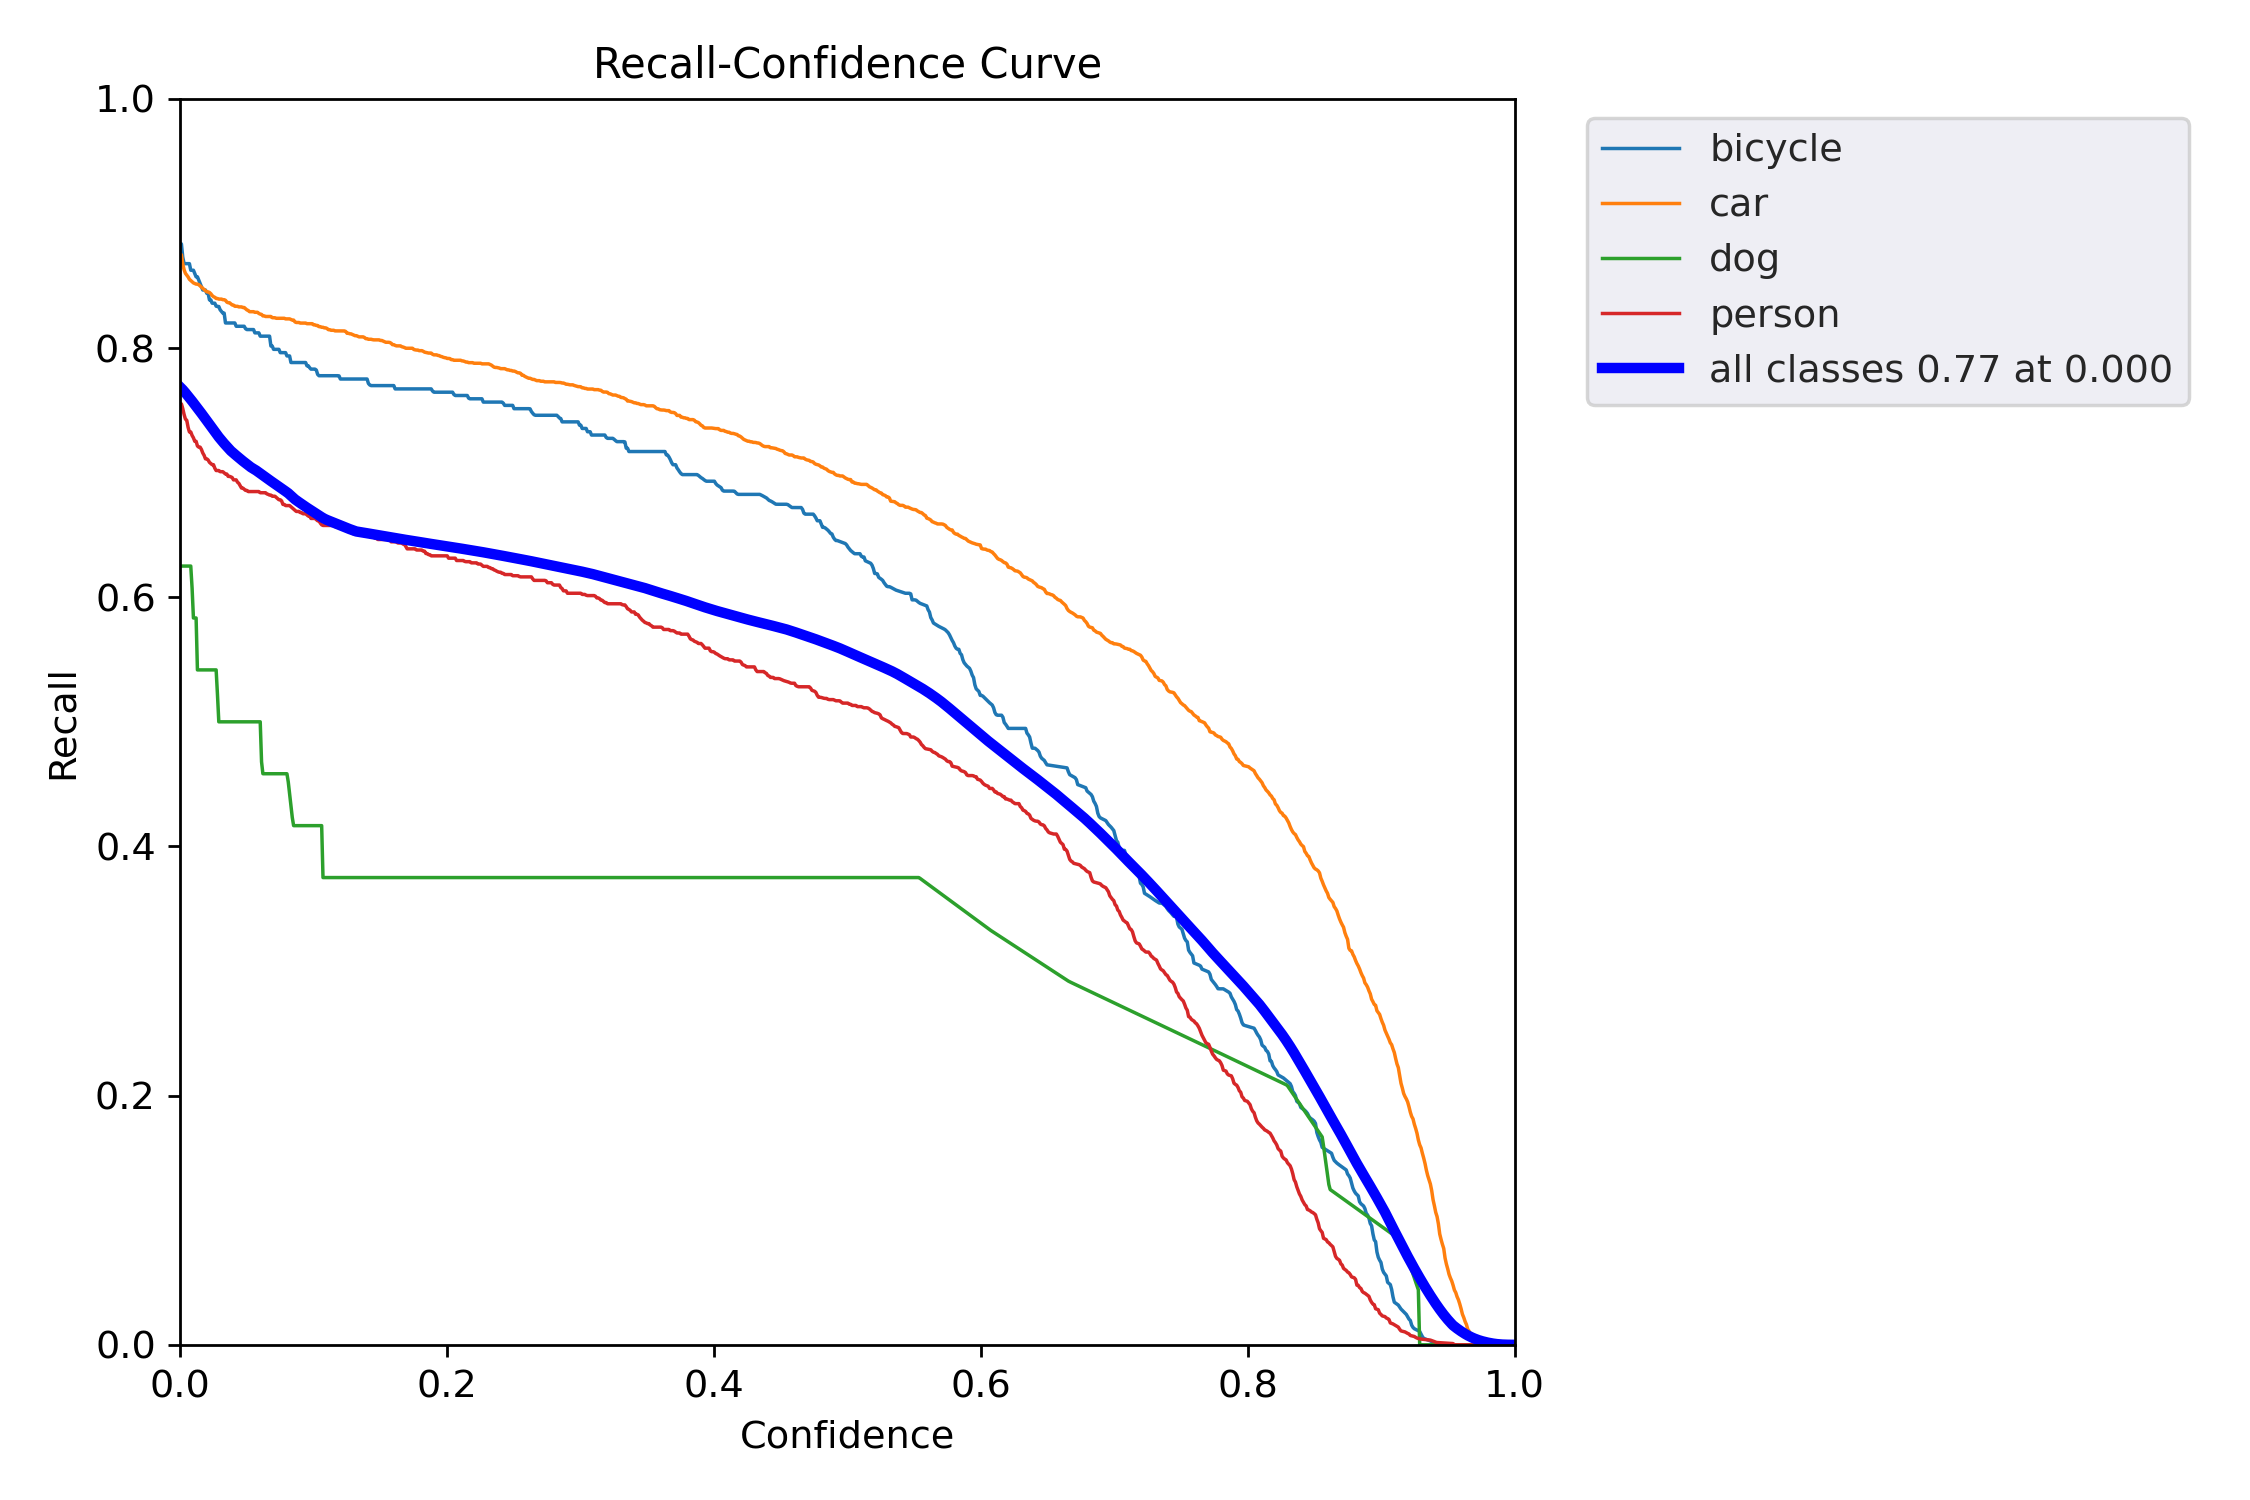 Recall-Confidence Curve
1.0
0.8
0.6
0.4
0.2
0.0
Recall
0.0 0.2 0.4 0.6 0.8 1.0
Confidence
bicycle
car
dog
person
all classes 0.77 at 0.000